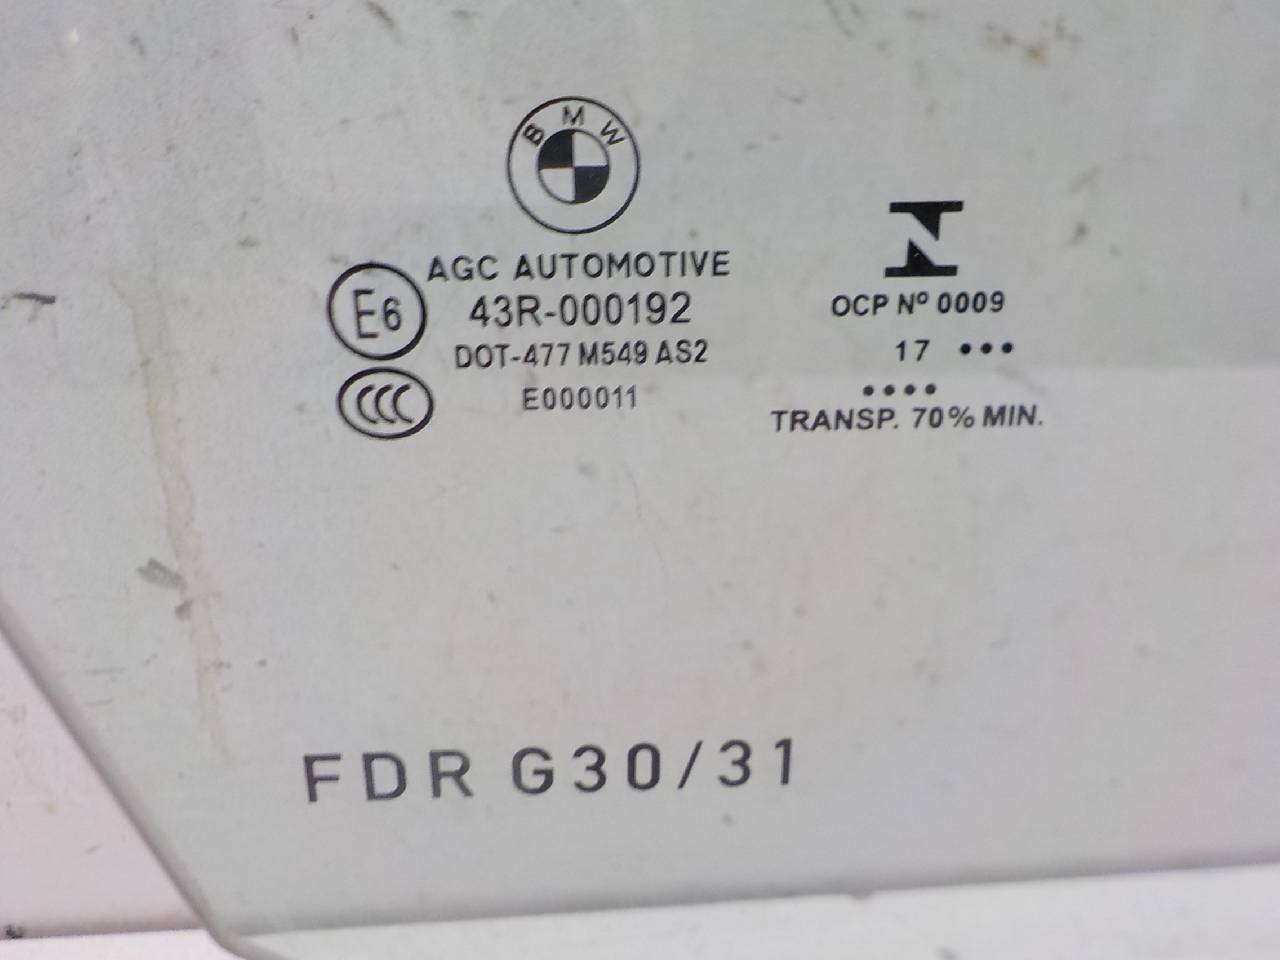 BMW
AGC AUTOMOTIVE
E6
43R-000192
DOT-477 M549 AS2
CCC
E000011
OCP Nº 0009
17 •••
••••
TRANSP. 70% MIN.
FDR G30/31